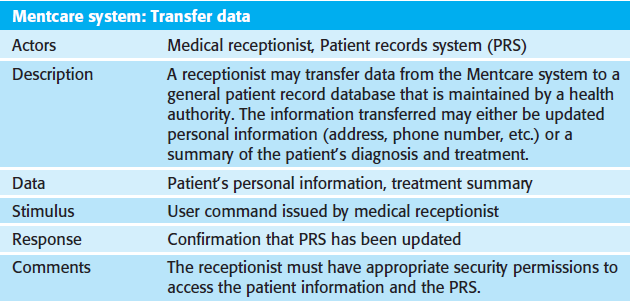 Mentcare system: Transfer data
Actors Medical receptionist, Patient records system (PRS)
Description A receptionist may transfer data from the Mentcare system to a
general patient record database that is maintained by a health
authority. The information transferred may either be updated
personal information (address, phone number, etc.) or a
summary of the patient’s diagnosis and treatment.
Data Patient’s personal information, treatment summary
Stimulus User command issued by medical receptionist
Response Confirmation that PRS has been updated
Comments The receptionist must have appropriate security permissions to
access the patient information and the PRS.